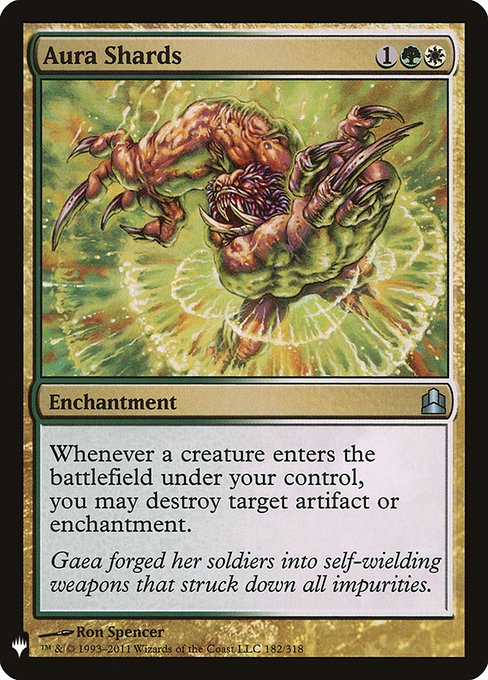 Aura Shards 1
Enchantment
Whenever a creature enters the
battlefield under your control,
you may destroy target artifact or
enchantment.
Gaea forged her soldiers into self-wielding
weapons that struck down all impurities.
Ron Spencer
™ & © 1993–2011 Wizards of the Coast LLC 182/318